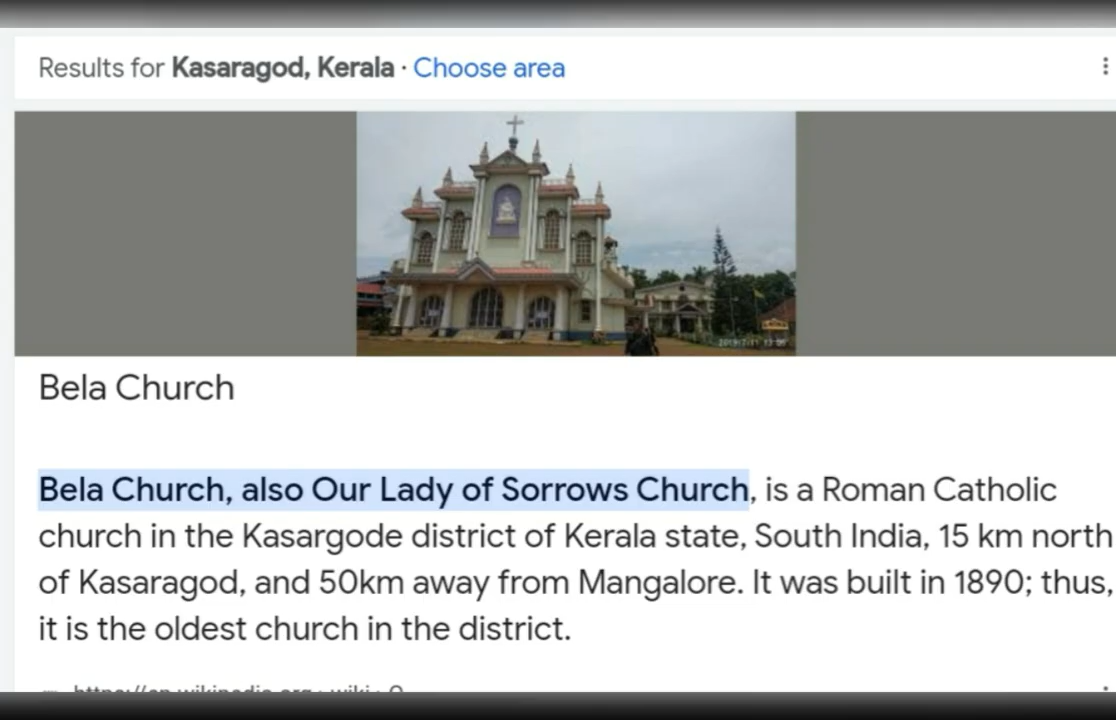 Results for Kasaragod, Kerala · Choose area
Bela Church
Bela Church, also Our Lady of Sorrows Church, is a Roman Catholic
church in the Kasargode district of Kerala state, South India, 15 km north
of Kasaragod, and 50km away from Mangalore. It was built in 1890; thus,
it is the oldest church in the district.